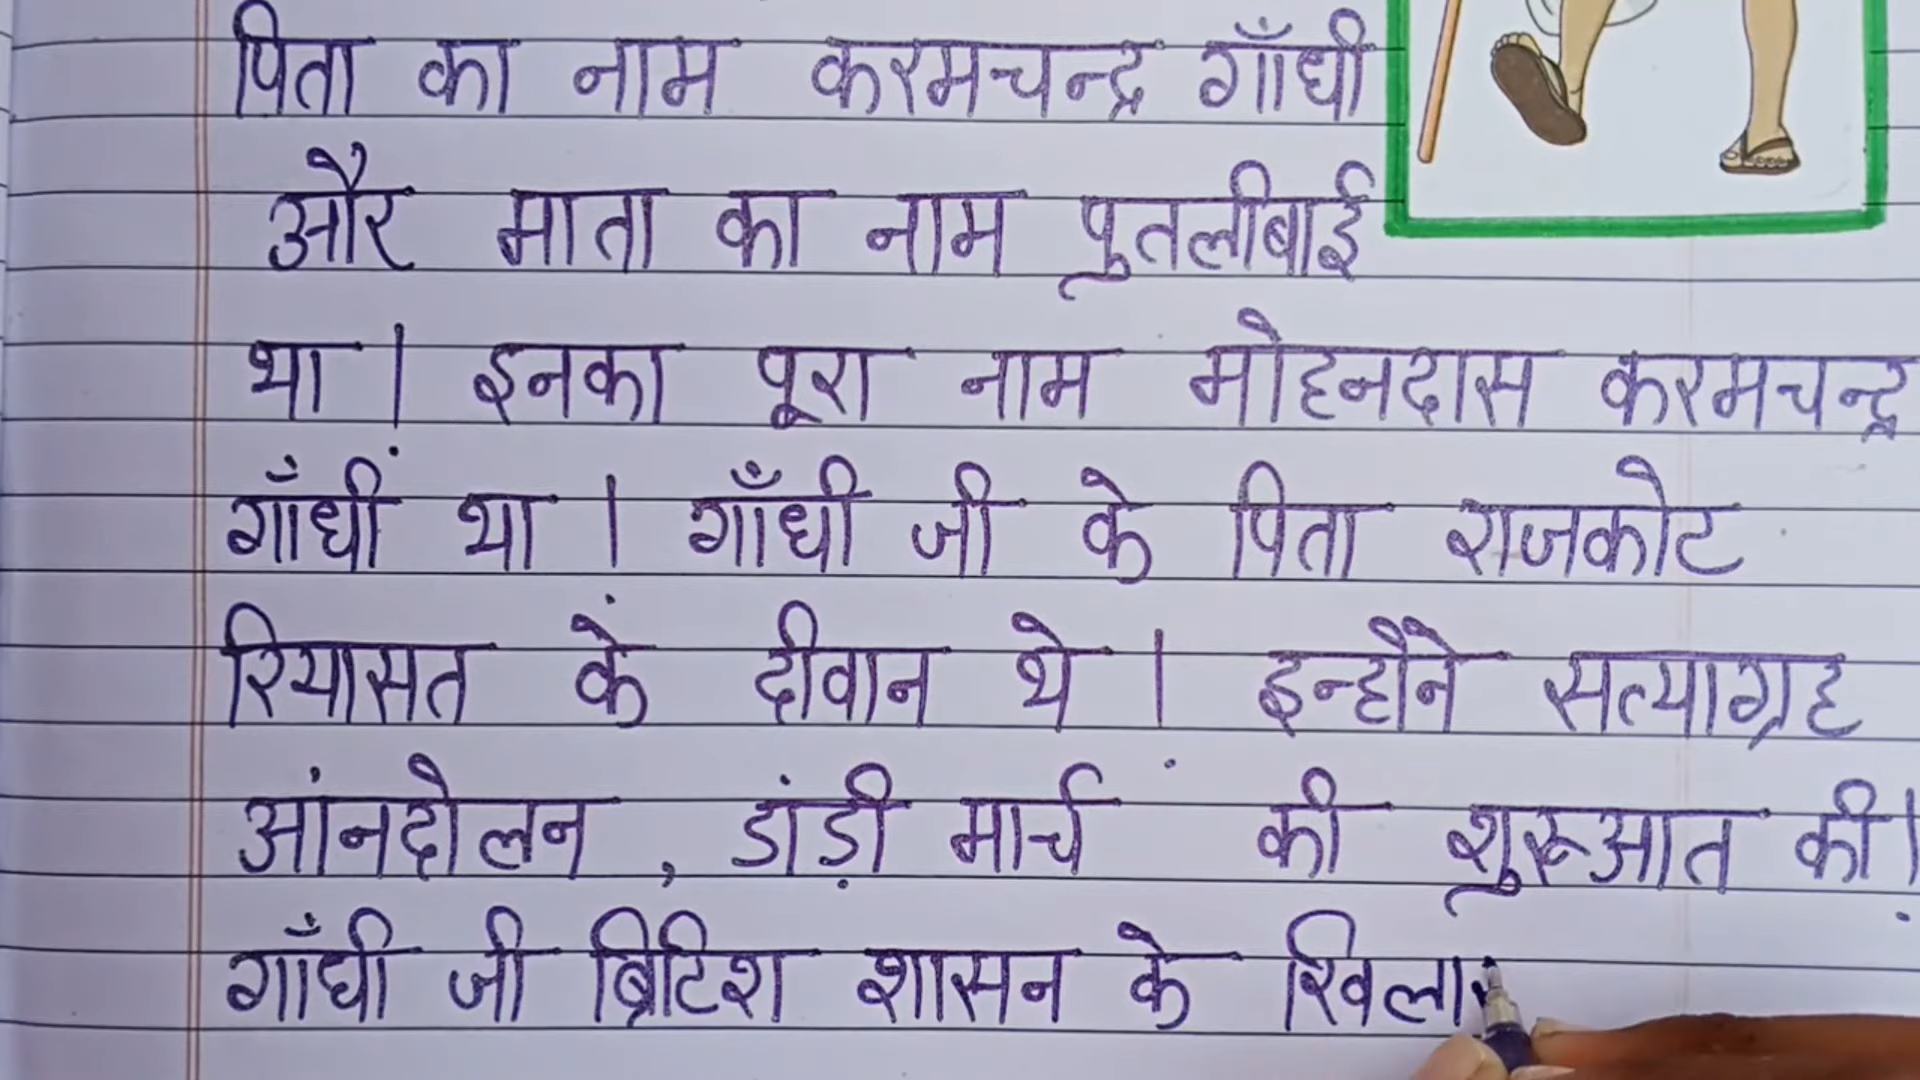 पिता का नाम करमचन्द्र गाँधी
और माता का नाम पुतलीबाई
था। इनका पूरा नाम मोहनदास करमचन्द्र
गाँधी था। गाँधी जी के पिता राजकोट
रियासत के दीवान थे। इन्होंने सत्याग्रह
आंनदोलन, डांड़ी मार्च की शुरूआत की।
गाँधी जी ब्रिटिश शासन के